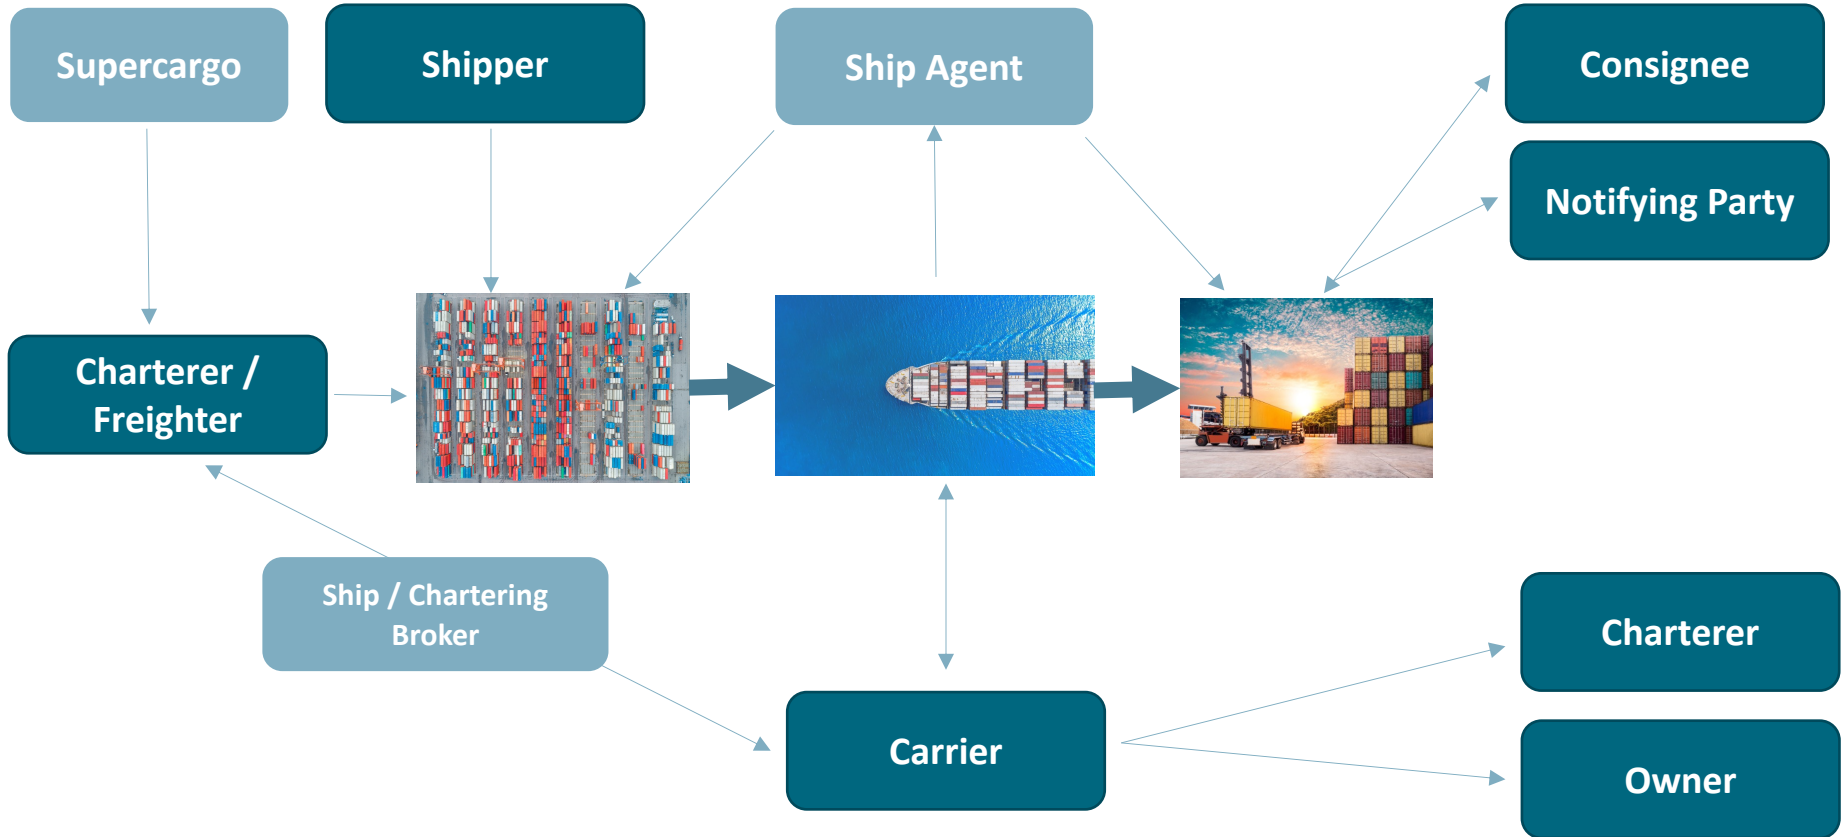 Supercargo
Shipper
Ship Agent
Consignee
Notifying Party
Charterer /
Freighter
Ship / Chartering
Broker
Carrier
Charterer
Owner